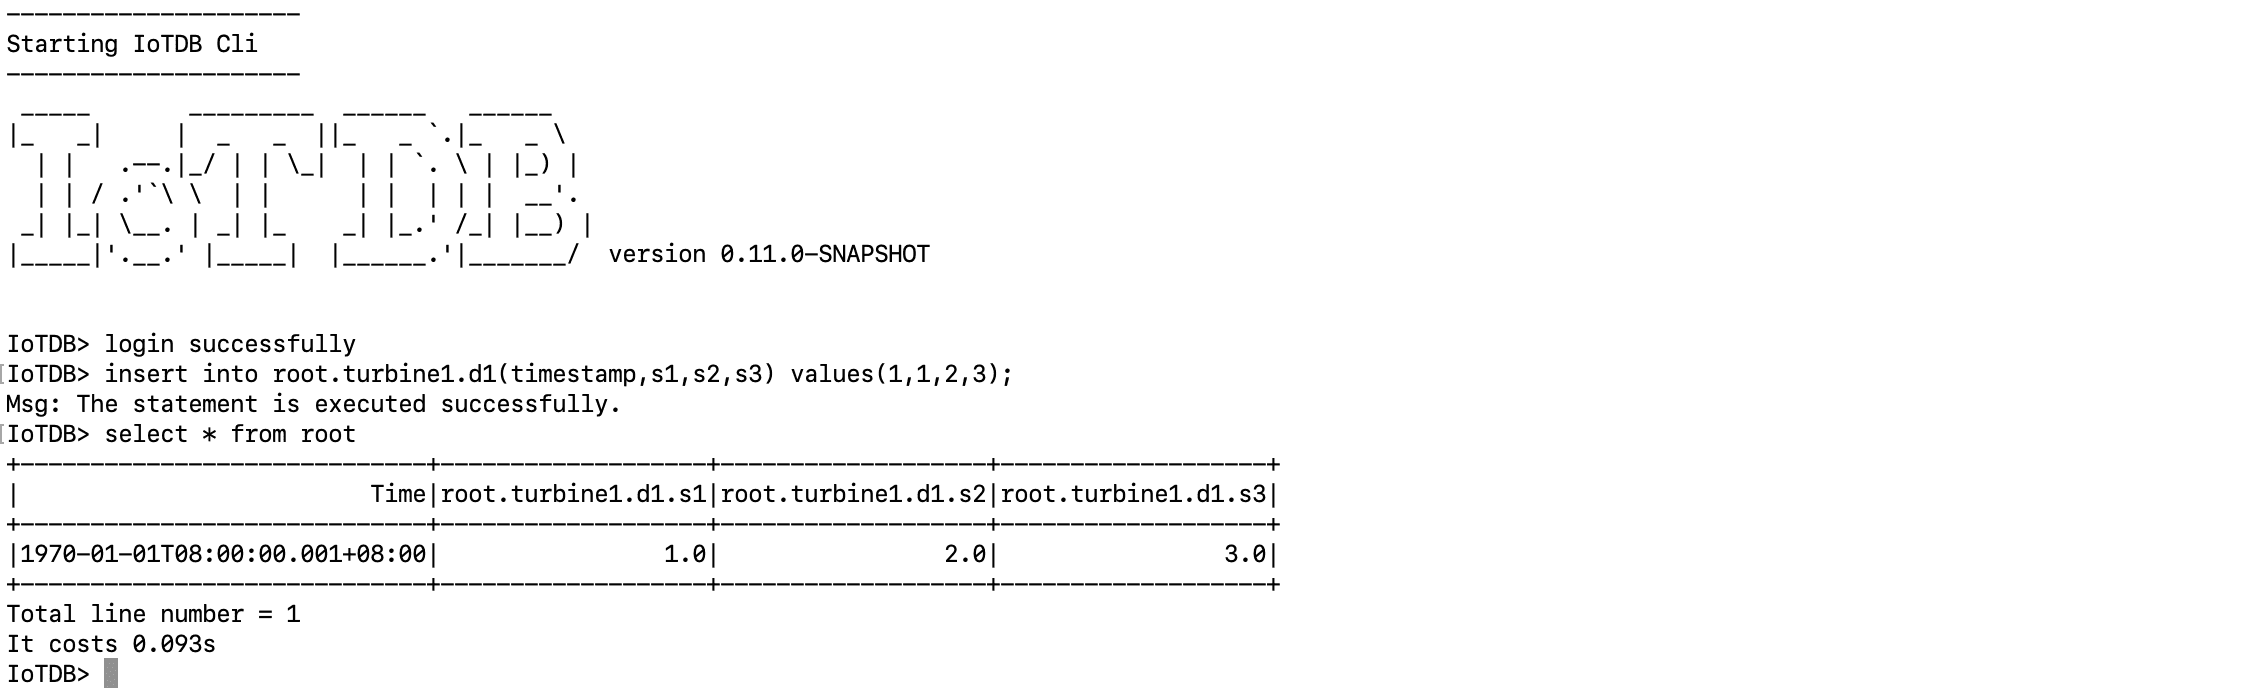 ---------------------
Starting IoTDB Cli
---------------------
 _____       _________  ______   ______
|_   _|     |  _   _  ||_   _ `.|_   _ \
  | |   .--.|_/ | | \_|  | | `. \ | |_) |
  | | / .'`\ \  | |      | |  | | |  __'.
 _| |_| \__. | _| |_    _| |_.' /_| |__) |
|_____|'.__.' |_____|  |______.'|_______/  version 0.11.0-SNAPSHOT
IoTDB> login successfully
IoTDB> insert into root.turbine1.d1(timestamp,s1,s2,s3) values(1,1,2,3);
Msg: The statement is executed successfully.
IoTDB> select * from root
+-----------------------------+-------------------+-------------------+-------------------+
|                         Time|root.turbine1.d1.s1|root.turbine1.d1.s2|root.turbine1.d1.s3|
+-----------------------------+-------------------+-------------------+-------------------+
|1970-01-01T08:00:00.001+08:00|                1.0|                2.0|                3.0|
+-----------------------------+-------------------+-------------------+-------------------+
Total line number = 1
It costs 0.093s
IoTDB>